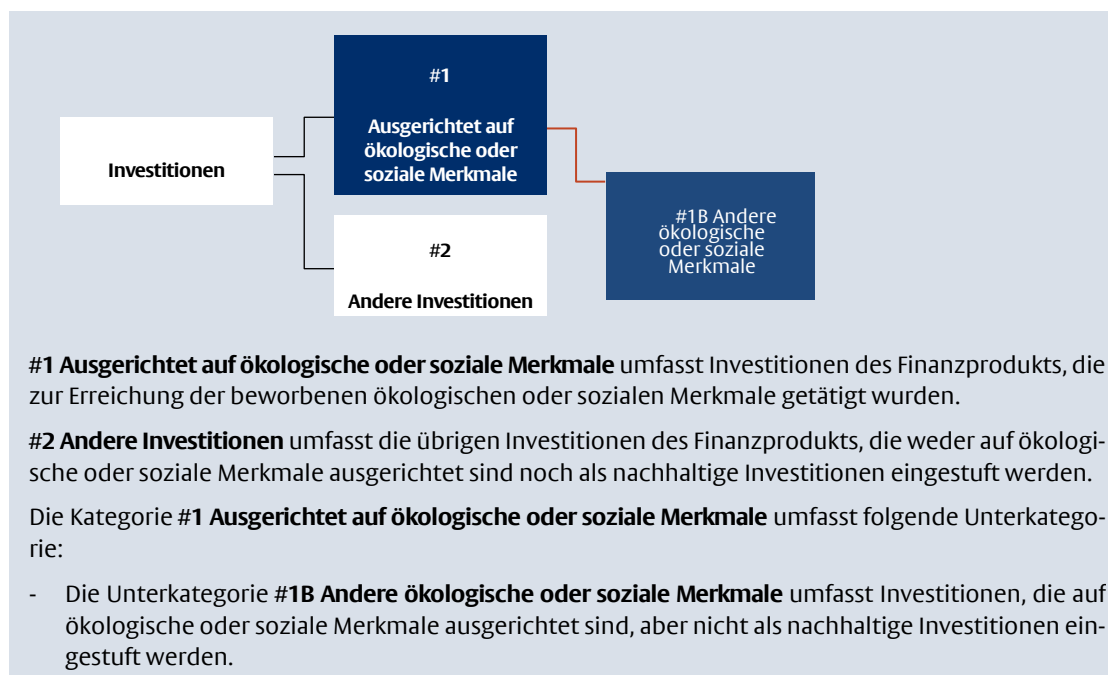 #1
Ausgerichtet auf
ökologische oder
soziale Merkmale
Investitionen
#1B Andere
ökologische
oder soziale
Merkmale
#2
Andere Investitionen
#1 Ausgerichtet auf ökologische oder soziale Merkmale umfasst Investitionen des Finanzprodukts, die
zur Erreichung der beworbenen ökologischen oder sozialen Merkmale getätigt wurden.
#2 Andere Investitionen umfasst die übrigen Investitionen des Finanzprodukts, die weder auf ökologi-
sche oder soziale Merkmale ausgerichtet sind noch als nachhaltige Investitionen eingestuft werden.
Die Kategorie #1 Ausgerichtet auf ökologische oder soziale Merkmale umfasst folgende Unterkatego-
rie:
- Die Unterkategorie #1B Andere ökologische oder soziale Merkmale umfasst Investitionen, die auf
ökologische oder soziale Merkmale ausgerichtet sind, aber nicht als nachhaltige Investitionen ein-
gestuft werden.